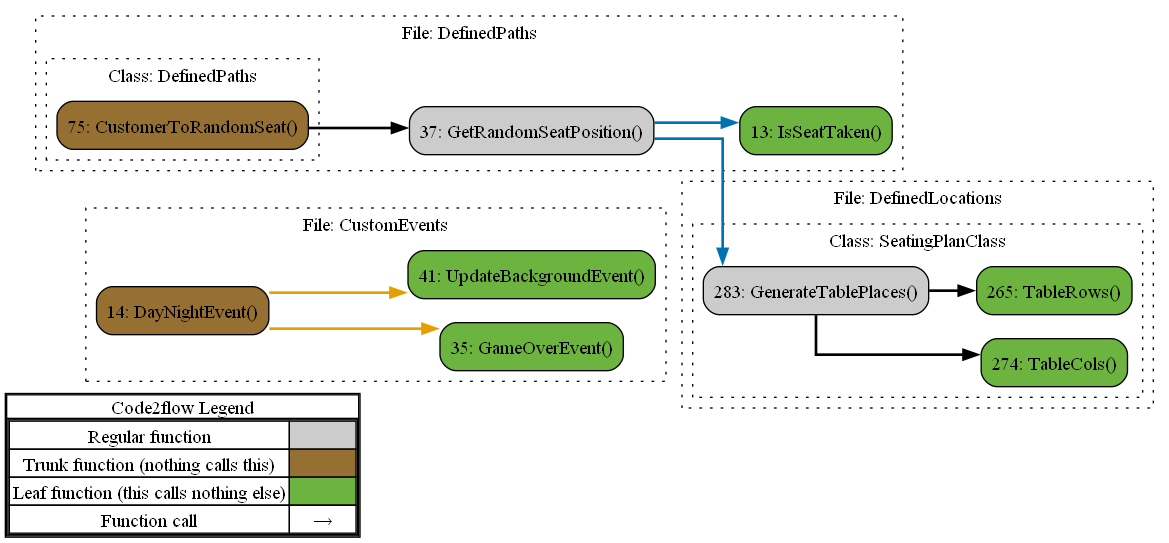 File: DefinedPaths
Class: DefinedPaths
75: CustomerToRandomSeat()
37: GetRandomSeatPosition()
13: IsSeatTaken()
File: DefinedLocations
Class: SeatingPlanClass
283: GenerateTablePlaces()
265: TableRows()
274: TableCols()
File: CustomEvents
14: DayNightEvent()
41: UpdateBackgroundEvent()
35: GameOverEvent()
Code2flow Legend
Regular function
Trunk function (nothing calls this)
Leaf function (this calls nothing else)
Function call →